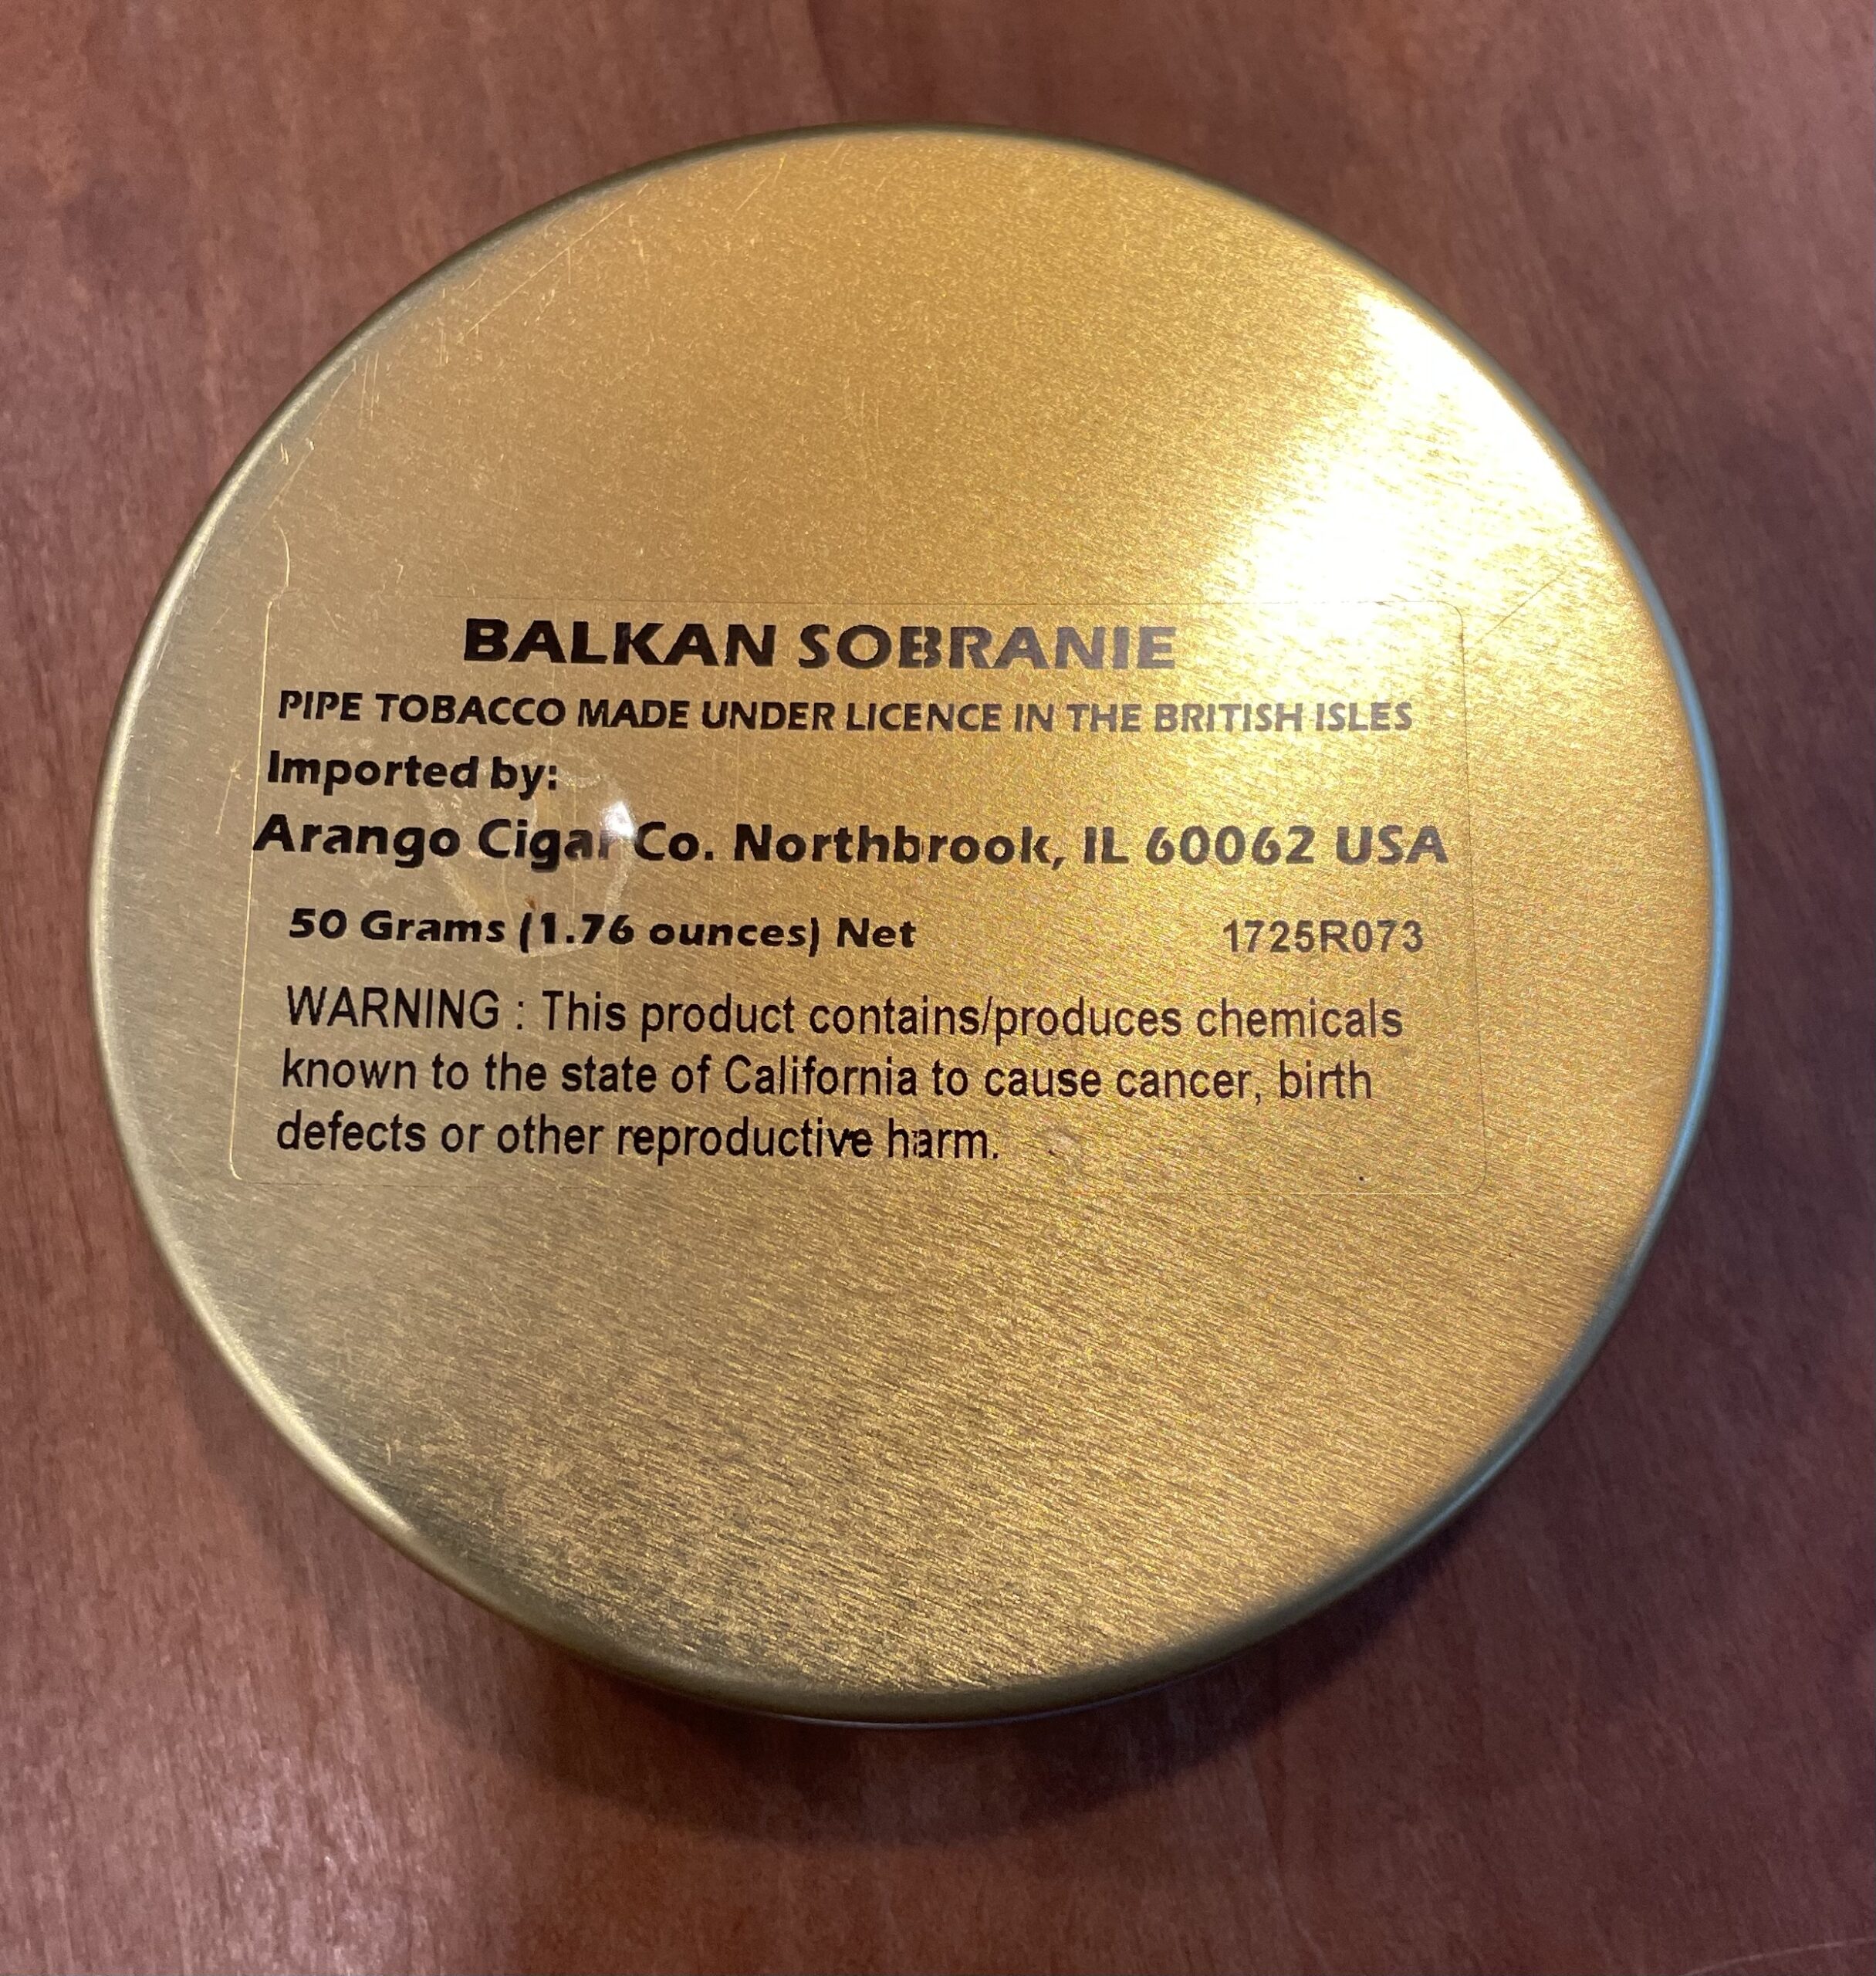 BALKAN SOBRANIE
PIPE TOBACCO MADE UNDER LICENCE IN THE BRITISH ISLES
Imported by:
Arango Cigar Co. Northbrook, IL 60062 USA
50 Grams (1.76 ounces) Net 1725R073
WARNING : This product contains/produces chemicals
known to the state of California to cause cancer, birth
defects or other reproductive harm.